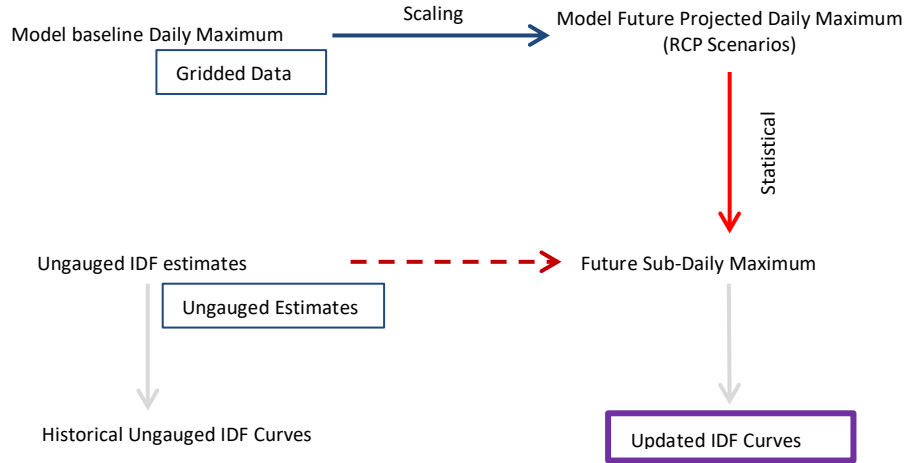 Scaling
Model baseline Daily Maximum
Model Future Projected Daily Maximum
(RCP Scenarios)
Gridded Data
Statistical
Ungauged IDF estimates
Future Sub-Daily Maximum
Ungauged Estimates
Historical Ungauged IDF Curves
Updated IDF Curves